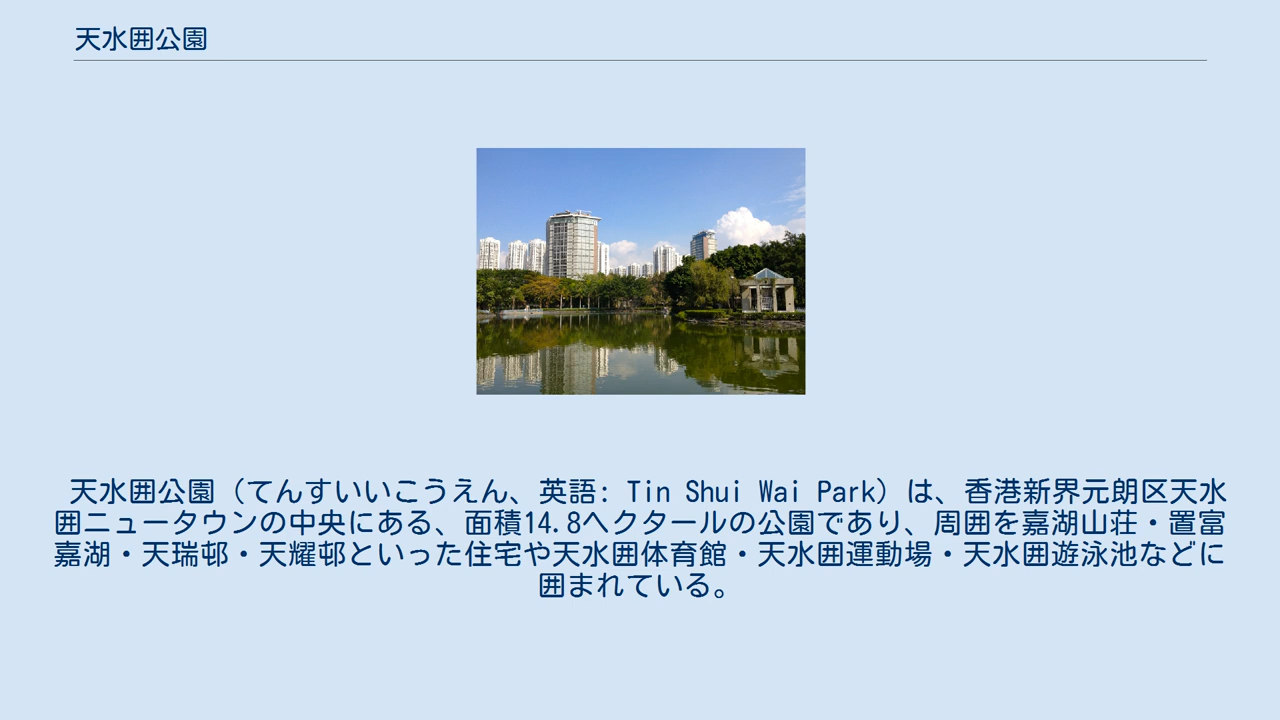 天水囲公園
天水囲公園（てんすいいこうえん、英語: Tin Shui Wai Park）は、香港新界元朗区天水
囲ニュータウンの中央にある、面積14.8ヘクタールの公園であり、周囲を嘉湖山荘・置富
嘉湖・天瑞邨・天耀邨といった住宅や天水囲体育館・天水囲運動場・天水囲遊泳池などに
囲まれている。